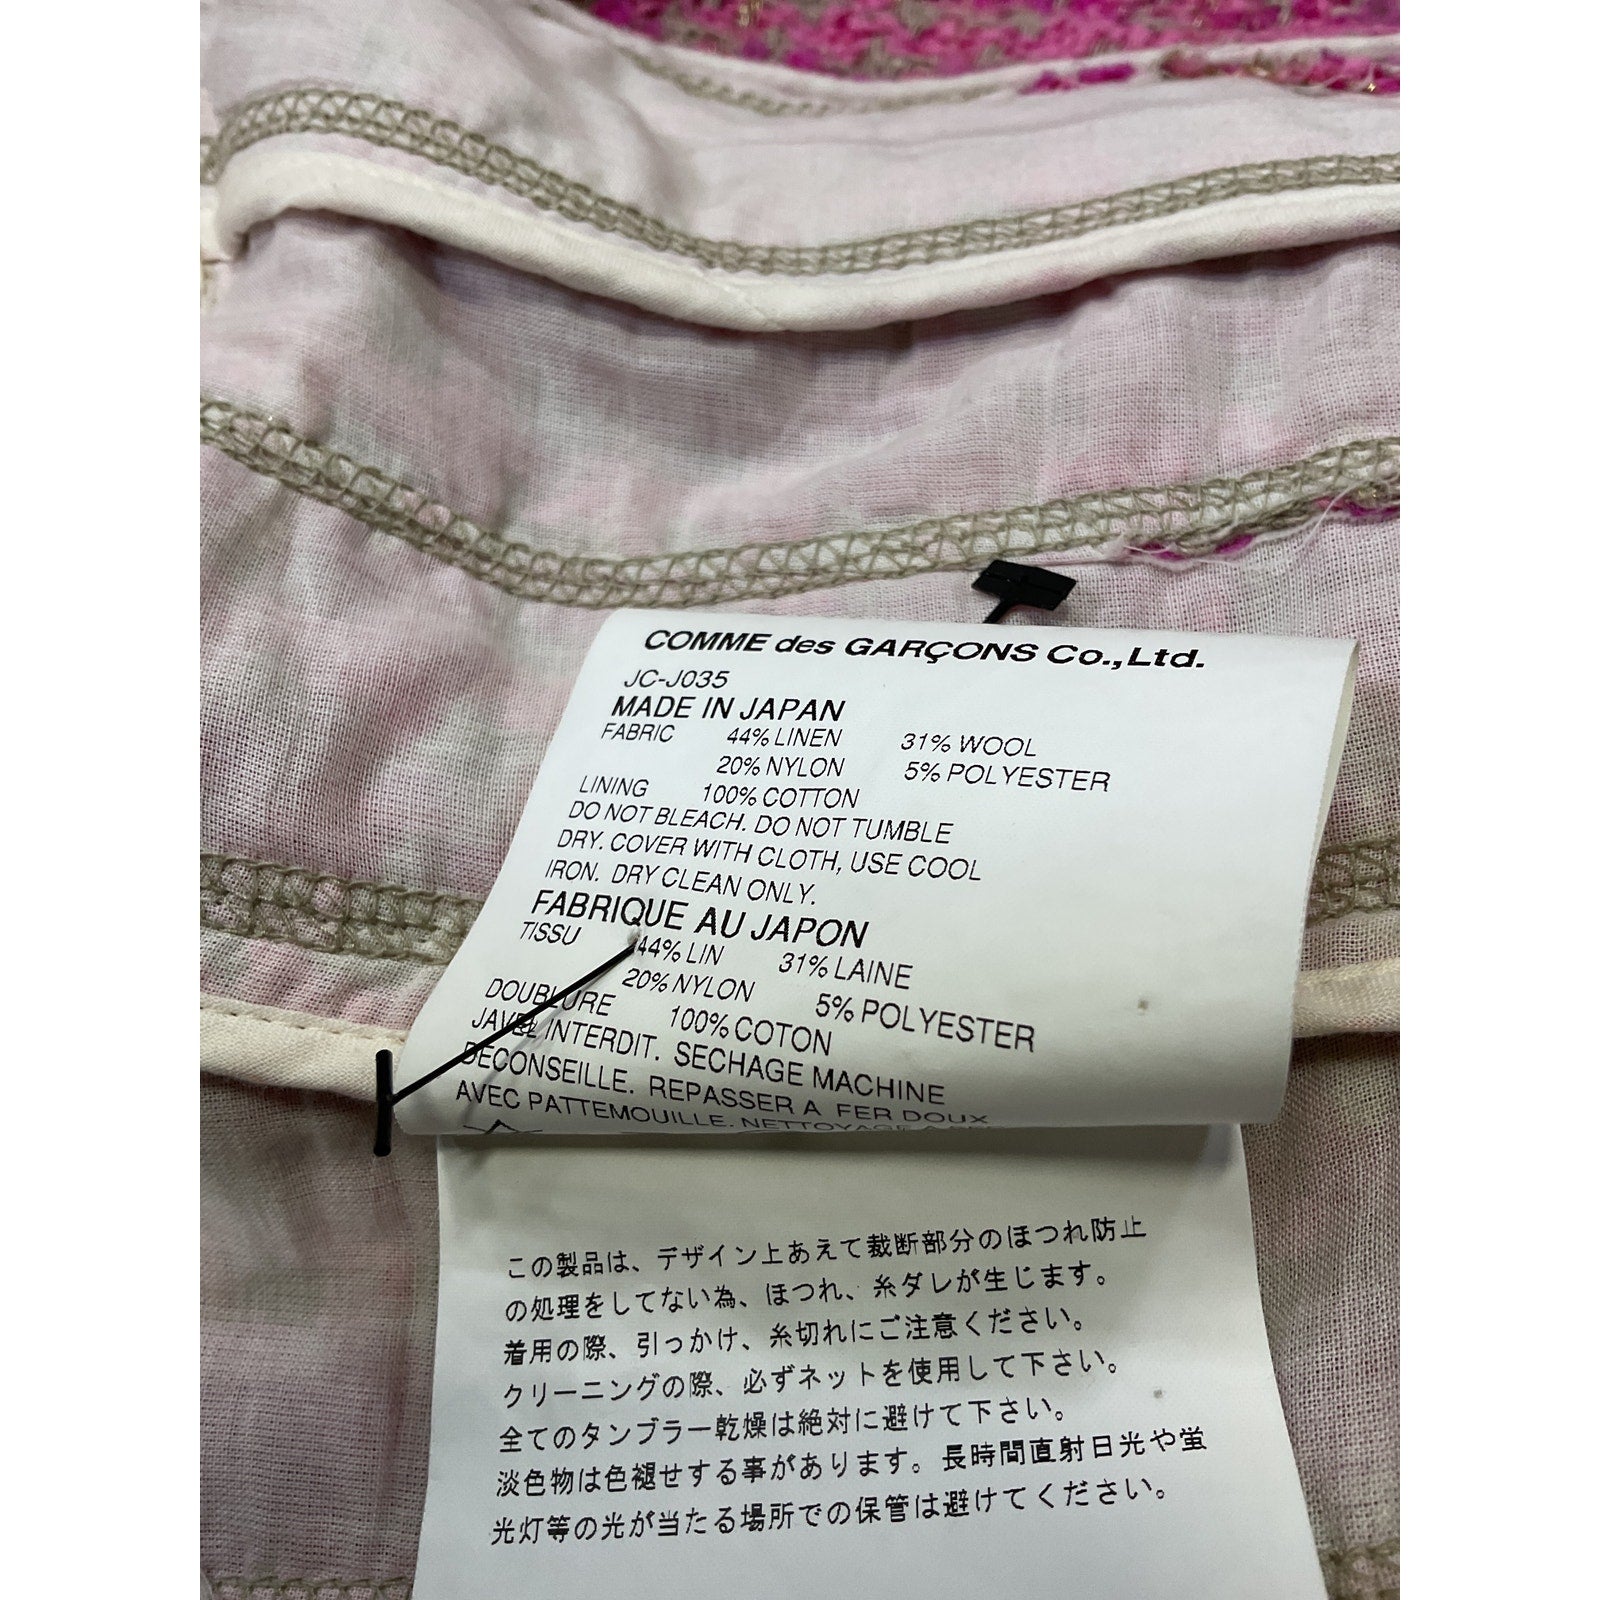 COMME des GARÇONS Co.,Ltd.
JC-J035
MADE IN JAPAN
FABRIC 44% LINEN 31% WOOL
20% NYLON 5% POLYESTER
LINING 100% COTTON
DO NOT BLEACH. DO NOT TUMBLE
DRY. COVER WITH CLOTH, USE COOL
IRON. DRY CLEAN ONLY.
FABRIQUE AU JAPON
TISSU 44% LIN 31% LAINE
20% NYLON 5% POLYESTER
DOUBLURE 100% COTON
JAVEL INTERDIT. SECHAGE MACHINE
DECONSEILLE. REPASSER A FER DOUX
AVEC PATTEMOUILLE. NETTOYAGE A
この製品は、デザイン上あえて裁断部分のほつれ防止
の処理をしてない為、ほつれ、糸ダレが生じます。
着用の際、引っかけ、糸切れにご注意ください。
クリーニングの際、必ずネットを使用して下さい。
全てのタンブラー乾燥は絶対に避けて下さい。
淡色物は色褪せする事があります。長時間直射日光や蛍
光灯等の光が当たる場所での保管は避けてください。